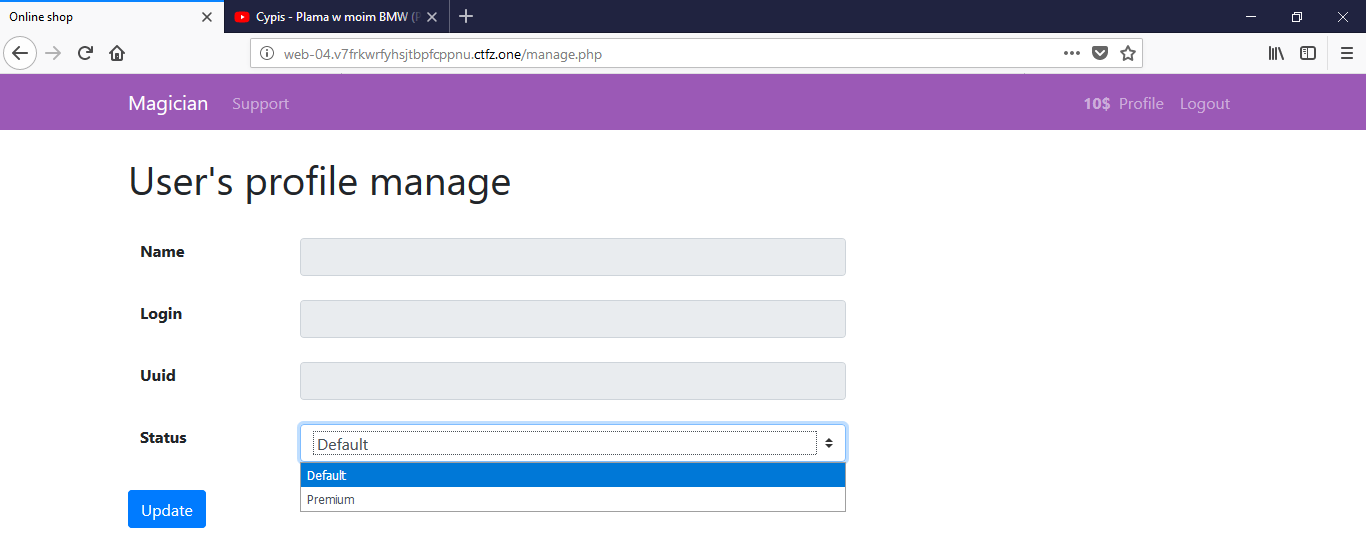 Online shop
Cypis - Plama w moim BMW (
web-04.v7frkwrfyhsjtbpfcppnu.ctfz.one/manage.php
Magician Support 10$ Profile Logout
User's profile manage
Name
Login
Uuid
Status Default
Default
Premium
Update